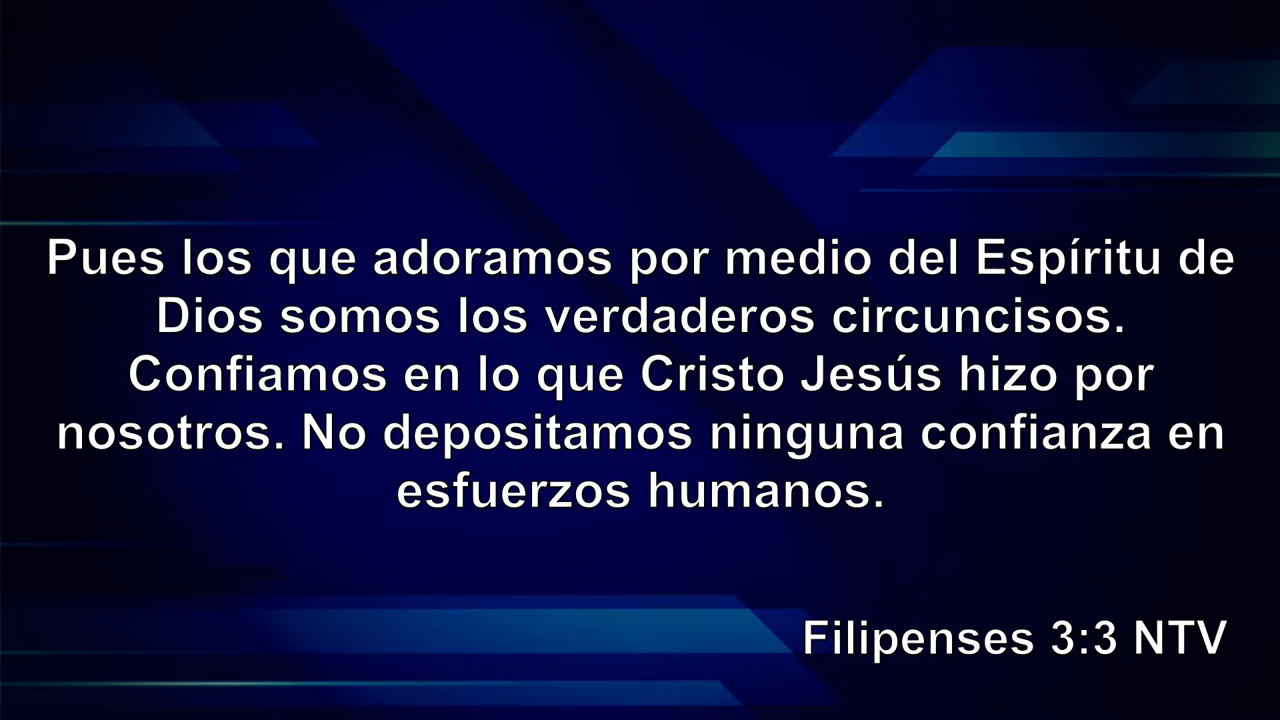 Pues los que adoramos por medio del Espíritu de
Dios somos los verdaderos circuncisos.
Confiamos en lo que Cristo Jesús hizo por
nosotros. No depositamos ninguna confianza en
esfuerzos humanos.
Filipenses 3:3 NTV